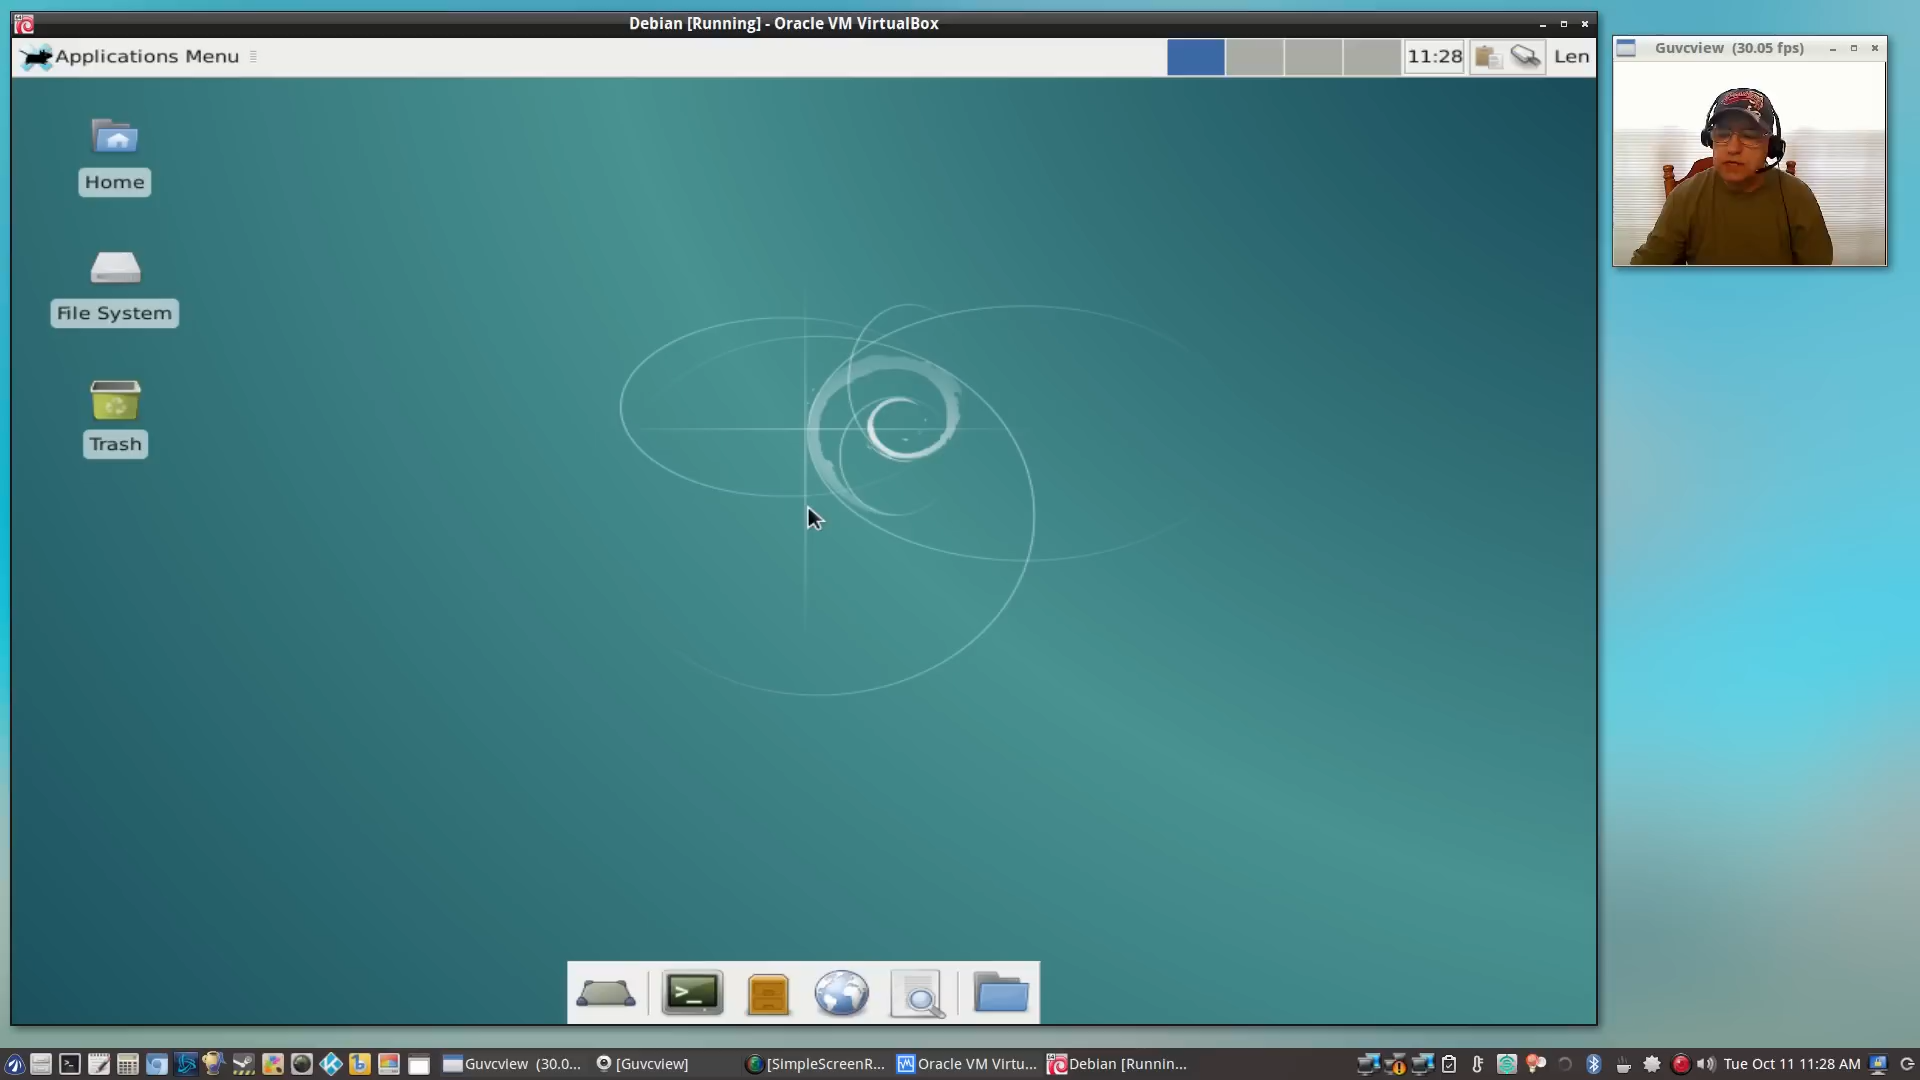 Debian [Running] - Oracle VM VirtualBox
Applications Menu
11:28
Len
Guvcview (30.05 fps)
Home
File System
Trash
>_
Guvcview (30.0...
[Guvcview]
[SimpleScreenR...
Oracle VM Virtu...
Debian [Runnin...
Tue Oct 11 11:28 AM